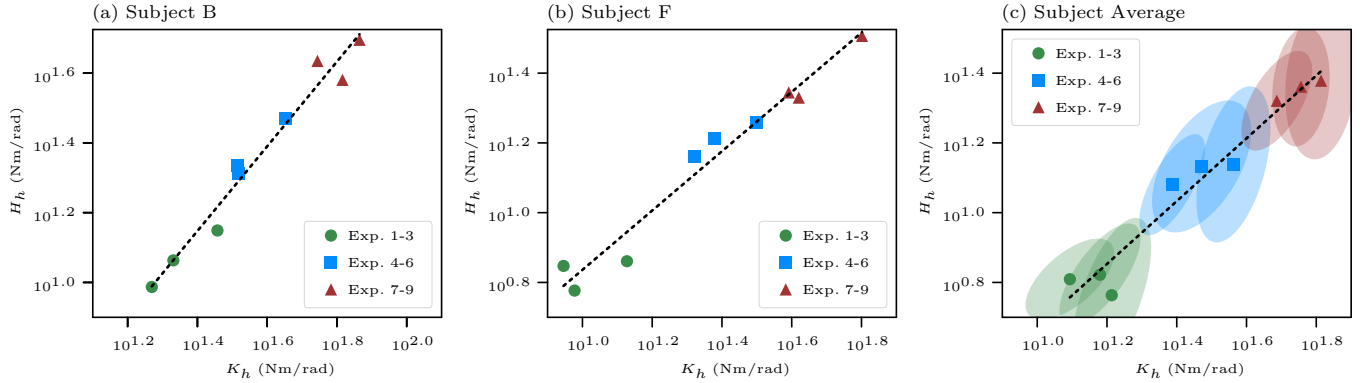 (a) Subject B
H_h (Nm/rad)
10^1.6
10^1.4
10^1.2
10^1.0
Exp. 1-3
Exp. 4-6
Exp. 7-9
10^1.2 10^1.4 10^1.6 10^1.8 10^2.0
K_h (Nm/rad)
(b) Subject F
H_h (Nm/rad)
10^1.4
10^1.2
10^1.0
10^0.8
Exp. 1-3
Exp. 4-6
Exp. 7-9
10^1.0 10^1.2 10^1.4 10^1.6 10^1.8
K_h (Nm/rad)
(c) Subject Average
H_h (Nm/rad)
10^1.4
10^1.2
10^1.0
10^0.8
Exp. 1-3
Exp. 4-6
Exp. 7-9
10^1.0 10^1.2 10^1.4 10^1.6 10^1.8
K_h (Nm/rad)